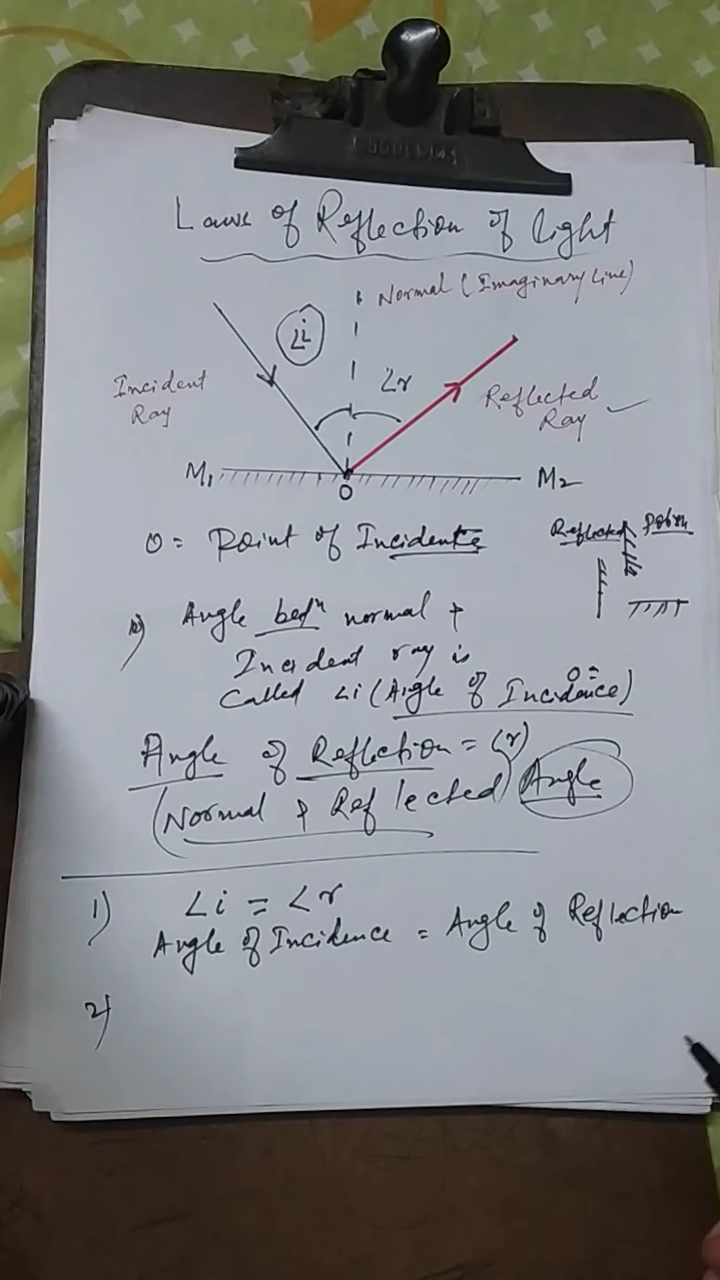 Laws of Reflection of light
Normal (Imaginary Line)
∠i
∠r
Incident
Ray
Reflected
Ray
M₁
M₂
O
O = Point of Incidente
Reflected
Angle betⁿ normal +
Incident ray is
Called ∠i (Angle of Incidence)
Angle of Reflection = (r)
(Normal & Reflected) Angle
1) ∠i = ∠r
Angle of Incidence = Angle of Reflection
2)